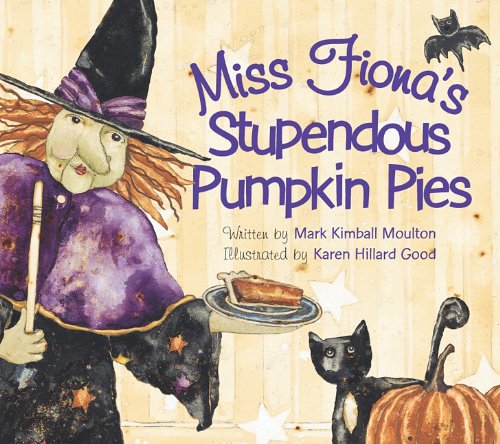 Miss Fiona's
Stupendous
Pumpkin Pies
Written by Mark Kimball Moulton
Illustrated by Karen Hillard Good